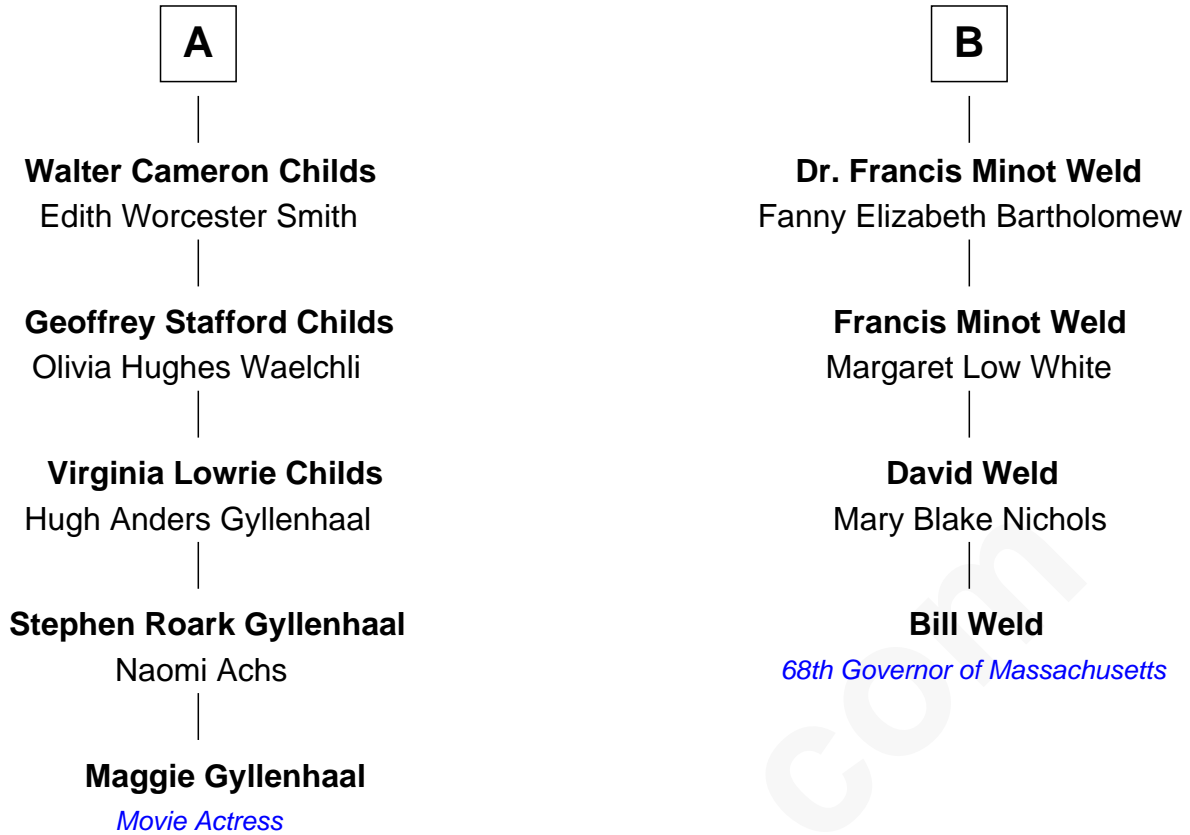 A
Walter Cameron Childs
Edith Worcester Smith
Geoffrey Stafford Childs
Olivia Hughes Waelchli
Virginia Lowrie Childs
Hugh Anders Gyllenhaal
Stephen Roark Gyllenhaal
Naomi Achs
Maggie Gyllenhaal
Movie Actress
B
Dr. Francis Minot Weld
Fanny Elizabeth Bartholomew
Francis Minot Weld
Margaret Low White
David Weld
Mary Blake Nichols
Bill Weld
68th Governor of Massachusetts
com